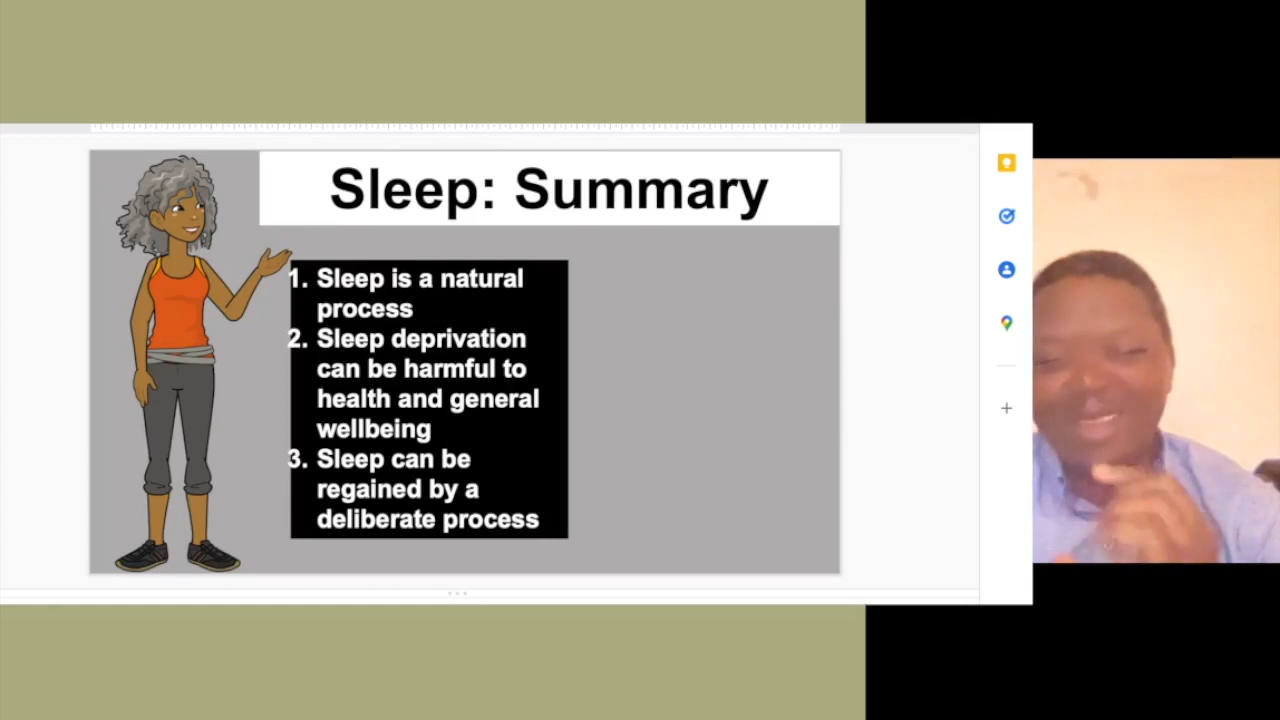 Sleep: Summary
1. Sleep is a natural
process
2. Sleep deprivation
can be harmful to
health and general
wellbeing
3. Sleep can be
regained by a
deliberate process